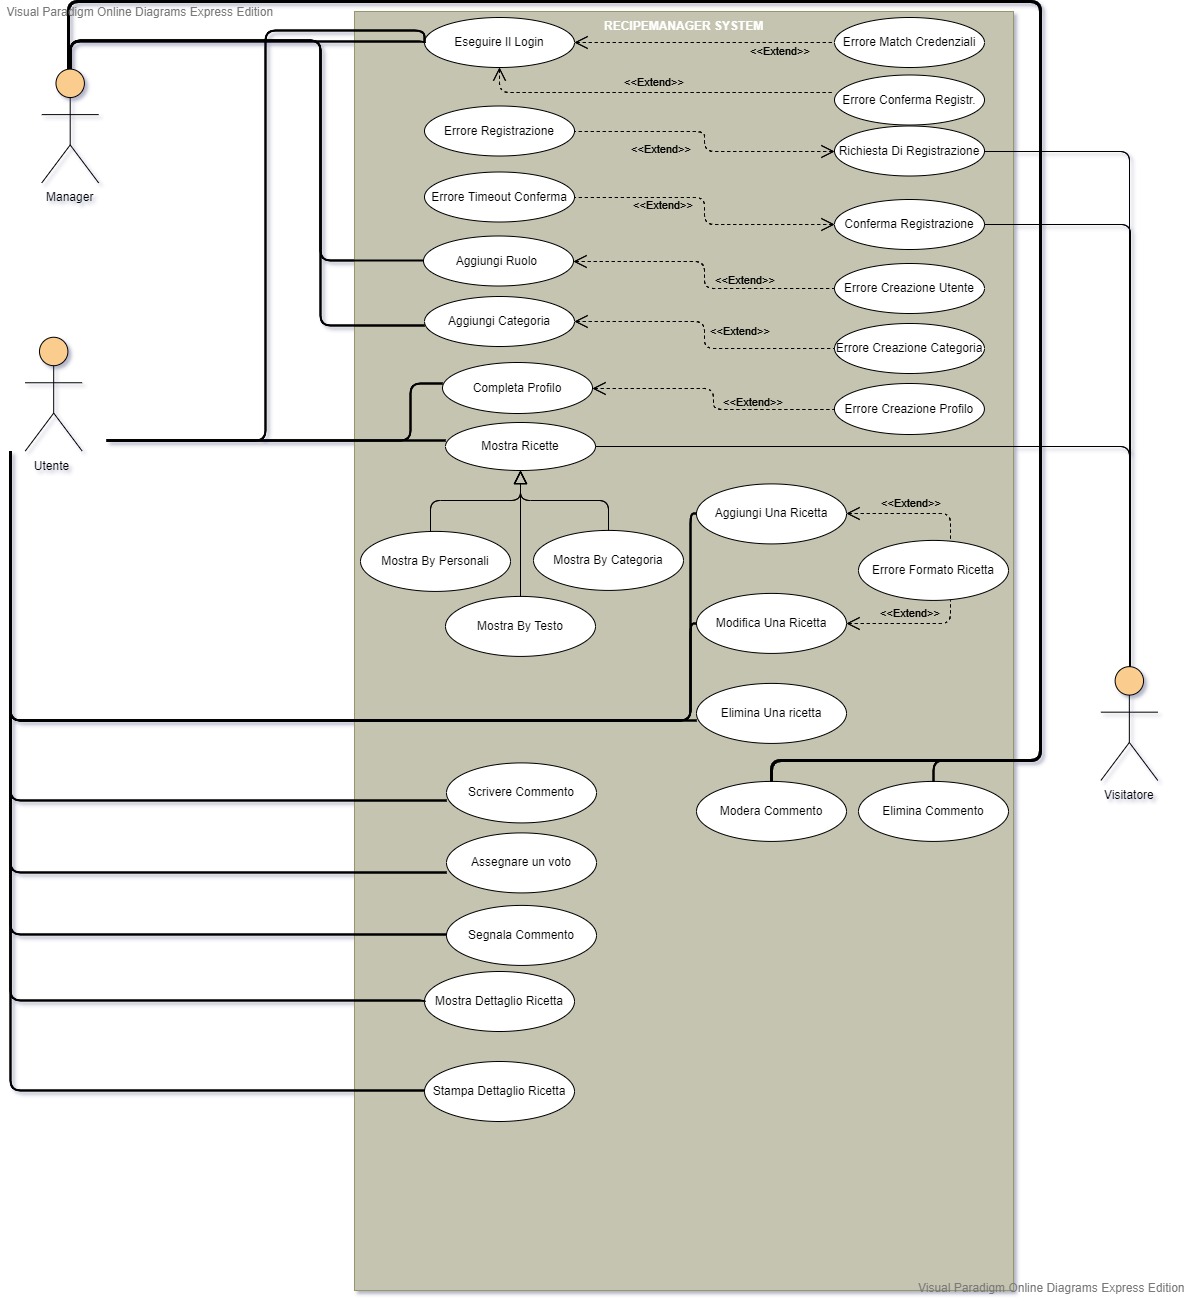 Visual Paradigm Online Diagrams Express Edition
RECIPEMANAGER SYSTEM
Eseguire Il Login
<<Extend>>
Errore Match Credenziali
<<Extend>>
Errore Conferma Registr.
Errore Registrazione
<<Extend>>
Richiesta Di Registrazione
Manager
Errore Timeout Conferma
<<Extend>>
Conferma Registrazione
Aggiungi Ruolo
<<Extend>>
Errore Creazione Utente
Aggiungi Categoria
<<Extend>>
Errore Creazione Categoria
Completa Profilo
<<Extend>>
Errore Creazione Profilo
Mostra Ricette
Utente
Aggiungi Una Ricetta
<<Extend>>
Mostra By Personali
Mostra By Categoria
Errore Formato Ricetta
Mostra By Testo
Modifica Una Ricetta
<<Extend>>
Elimina Una ricetta
Scrivere Commento
Modera Commento
Elimina Commento
Visitatore
Assegnare un voto
Segnala Commento
Mostra Dettaglio Ricetta
Stampa Dettaglio Ricetta
Visual Paradigm Online Diagrams Express Edition